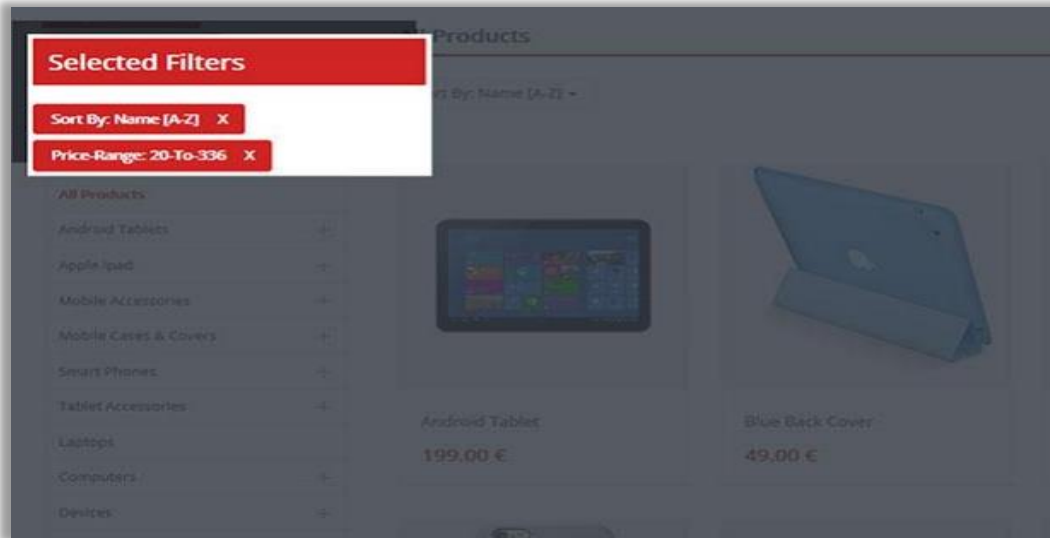 All Products
Selected Filters
Sort By: Name [A-Z] ▾
Sort By: Name [A-Z] X
Price-Range: 20-To-336 X
All Products
Android Tablets +
Apple Ipad +
Mobile Accessories +
Mobile Cases & Covers +
Smart Phones +
Tablet Accessories +
Laptops
Computers +
Devices +
Android Tablet
199,00 €
Blue Back Cover
49,00 €